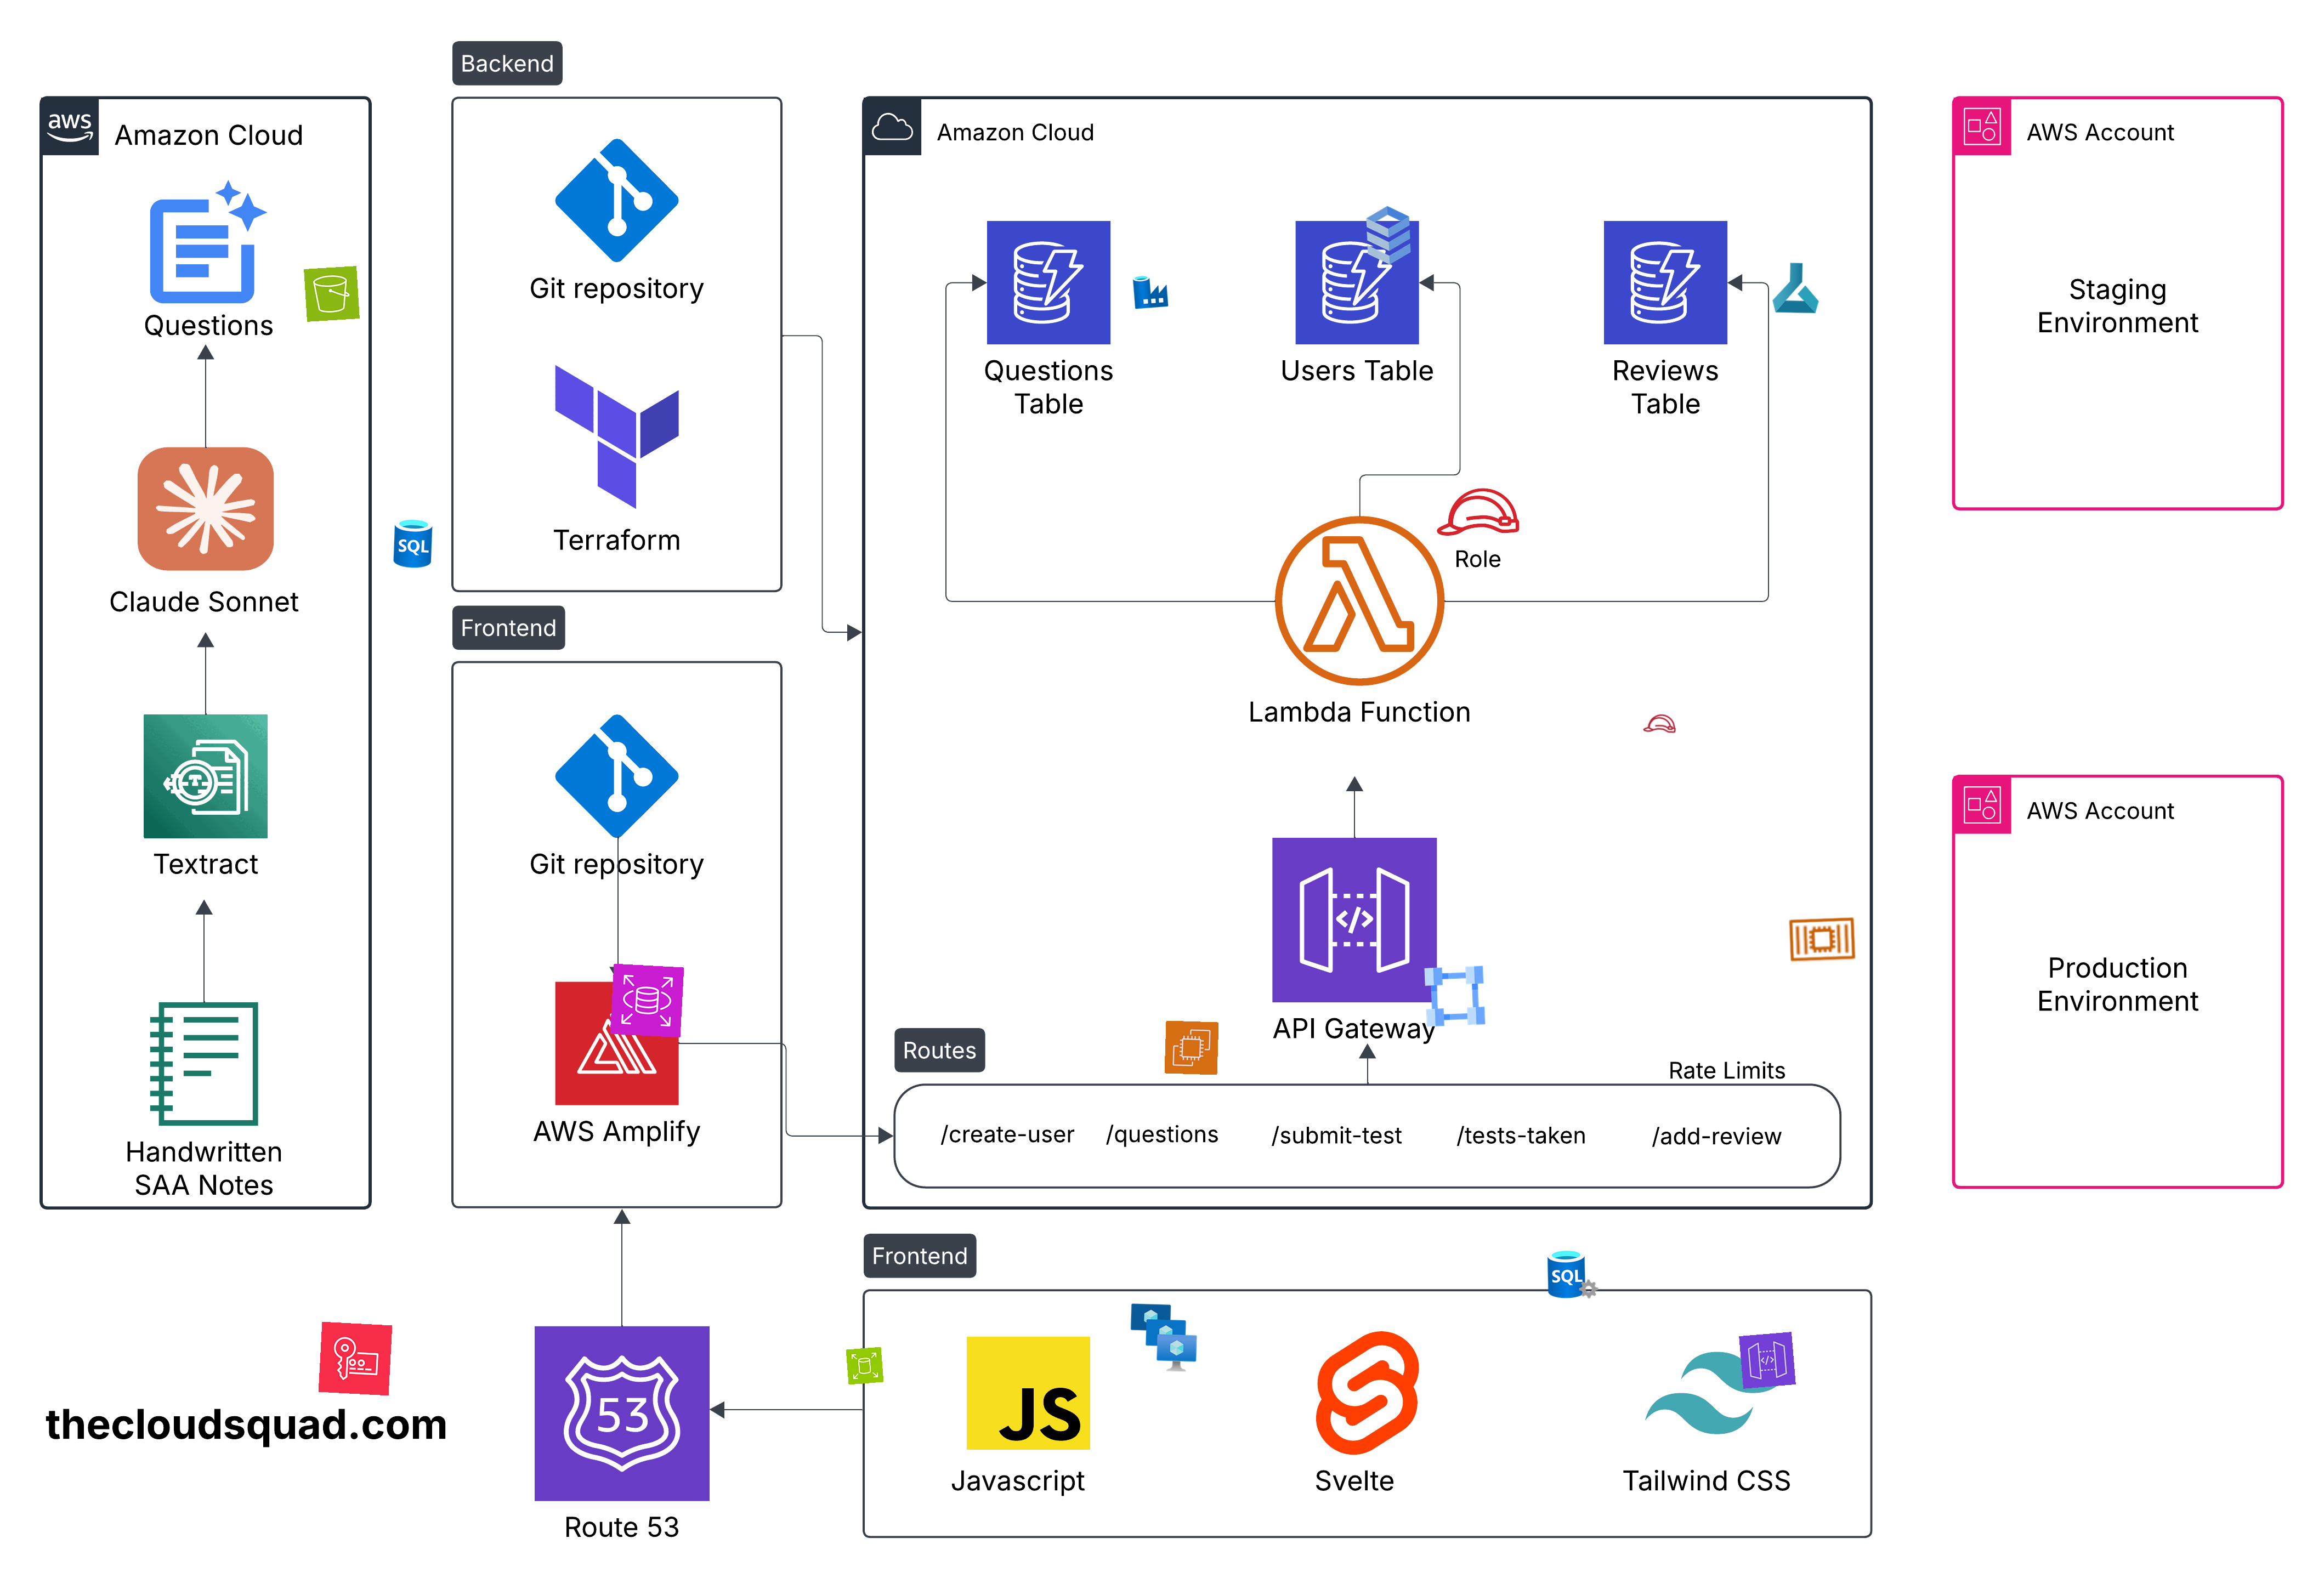 Backend
aws
Amazon Cloud
Questions
Claude Sonnet
Textract
Handwritten
SAA Notes
SQL
Git repository
Terraform
Frontend
Git repository
AWS Amplify
Amazon Cloud
Questions
Table
Users Table
Reviews
Table
Role
Lambda Function
API Gateway
Routes
Rate Limits
/create-user
/questions
/submit-test
/tests-taken
/add-review
AWS Account
Staging
Environment
AWS Account
Production
Environment
thecloudsquad.com
53
Route 53
Frontend
SQL
JS
Javascript
Svelte
Tailwind CSS